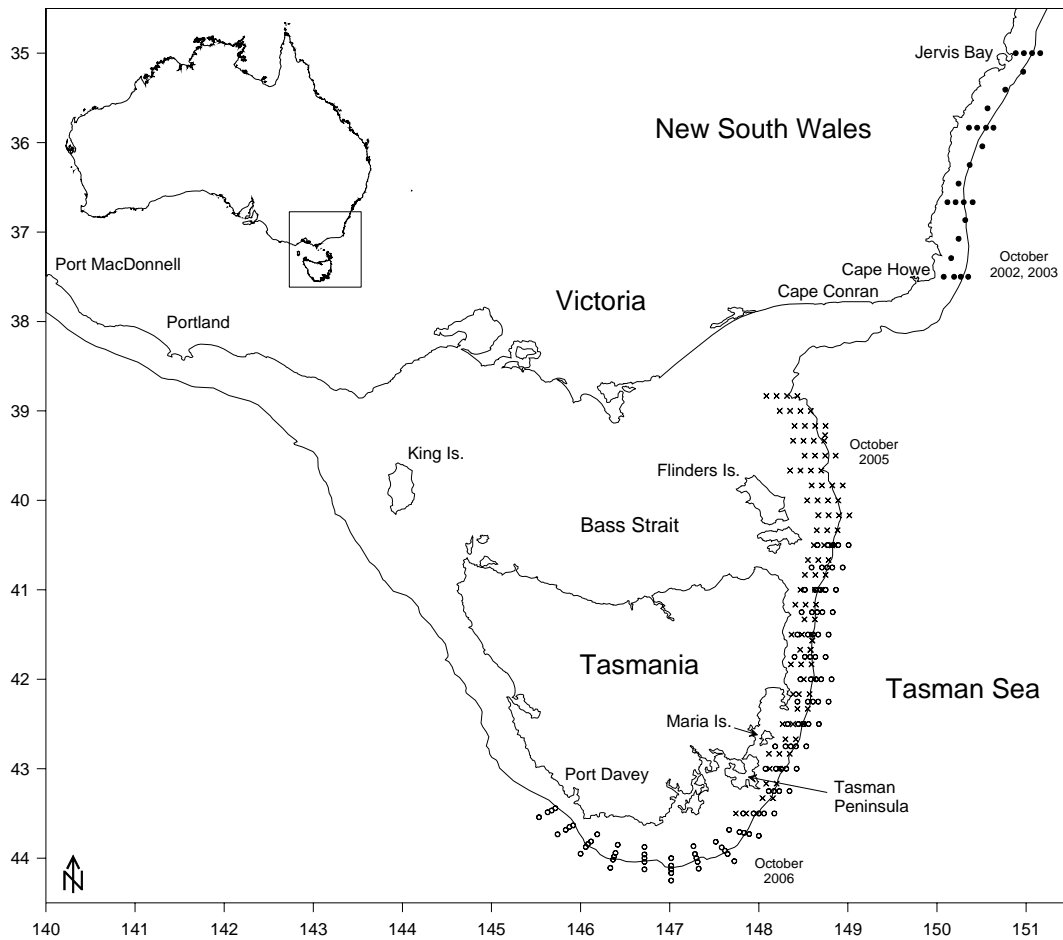 35
Jervis Bay
New South Wales
36
37
Port MacDonnell
Cape Howe
October
2002, 2003
Cape Conran
Victoria
Portland
38
39
King Is.
Flinders Is.
October
2005
40
Bass Strait
41
Tasmania
42
Tasman Sea
Maria Is.
43
Port Davey
Tasman
Peninsula
44
October
2006
N
140 141 142 143 144 145 146 147 148 149 150 151